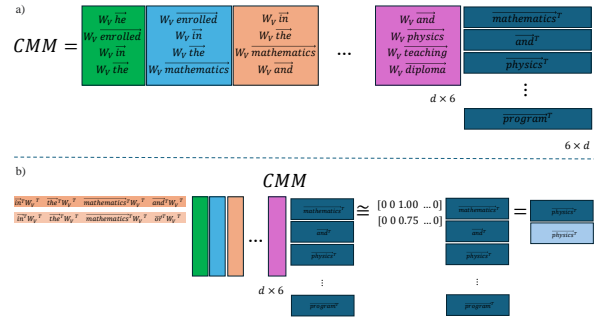 a)
CMM =
W_V he
W_V enrolled
W_V in
W_V the
W_V enrolled
W_V in
W_V the
W_V mathematics
W_V in
W_V the
W_V mathematics
W_V and
...
W_V and
W_V physics
W_V teaching
W_V diploma
d × 6
mathematics^T
and^T
physics^T
⋮
program^T
6 × d
b)
CMM
in^T W_V^T the^T W_V^T mathematics^T W_V^T and^T W_V^T
in^T W_V^T the^T W_V^T mathematics^T W_V^T or^T W_V^T
...
d × 6
mathematics^T
and^T
physics^T
⋮
program^T
≅
[0 0 1.00 ... 0]
[0 0 0.75 ... 0]
mathematics^T
and^T
physics^T
⋮
program^T
=
physics^T
physics^T